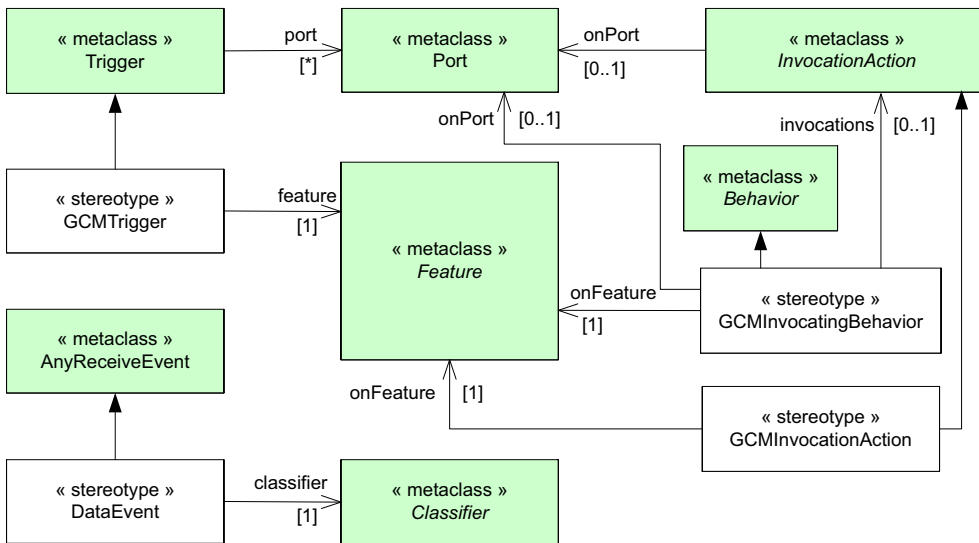 « metaclass »
Trigger
port
[*]
« metaclass »
Port
onPort
[0..1]
« metaclass »
InvocationAction
onPort
[0..1]
invocations
[0..1]
« stereotype »
GCMTrigger
feature
[1]
« metaclass »
Feature
« metaclass »
Behavior
onFeature
[1]
« stereotype »
GCMInvocatingBehavior
« metaclass »
AnyReceiveEvent
onFeature
[1]
« stereotype »
GCMInvocationAction
« stereotype »
DataEvent
classifier
[1]
« metaclass »
Classifier